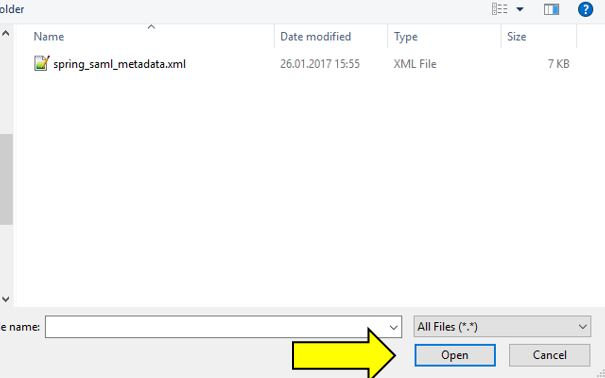 older
Name Date modified Type Size
spring_saml_metadata.xml 26.01.2017 15:55 XML File 7 KB
e name: All Files (*.*)
Open Cancel